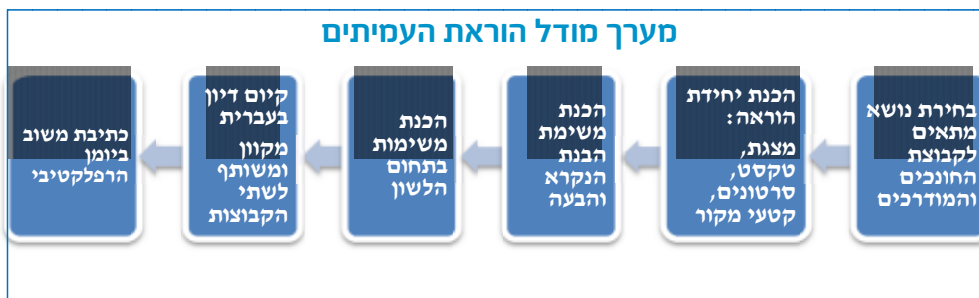 מערך מודל הוראת העמיתים
בחירת נושא
מתאים
לקבוצת
החונכים
והמודרכים
הכנת יחידת
הוראה:
מצגת,
טקסט,
סרטונים,
קטעי מקור
הכנת
משימת
הבנת
הנקרא
והבעה
הכנת
משימות
בתחום
הלשון
קיום דיון
בעברית
מקוון
ומשותף
לשתי
הקבוצות
כתיבת משוב
ביומן
הרפלקטיבי